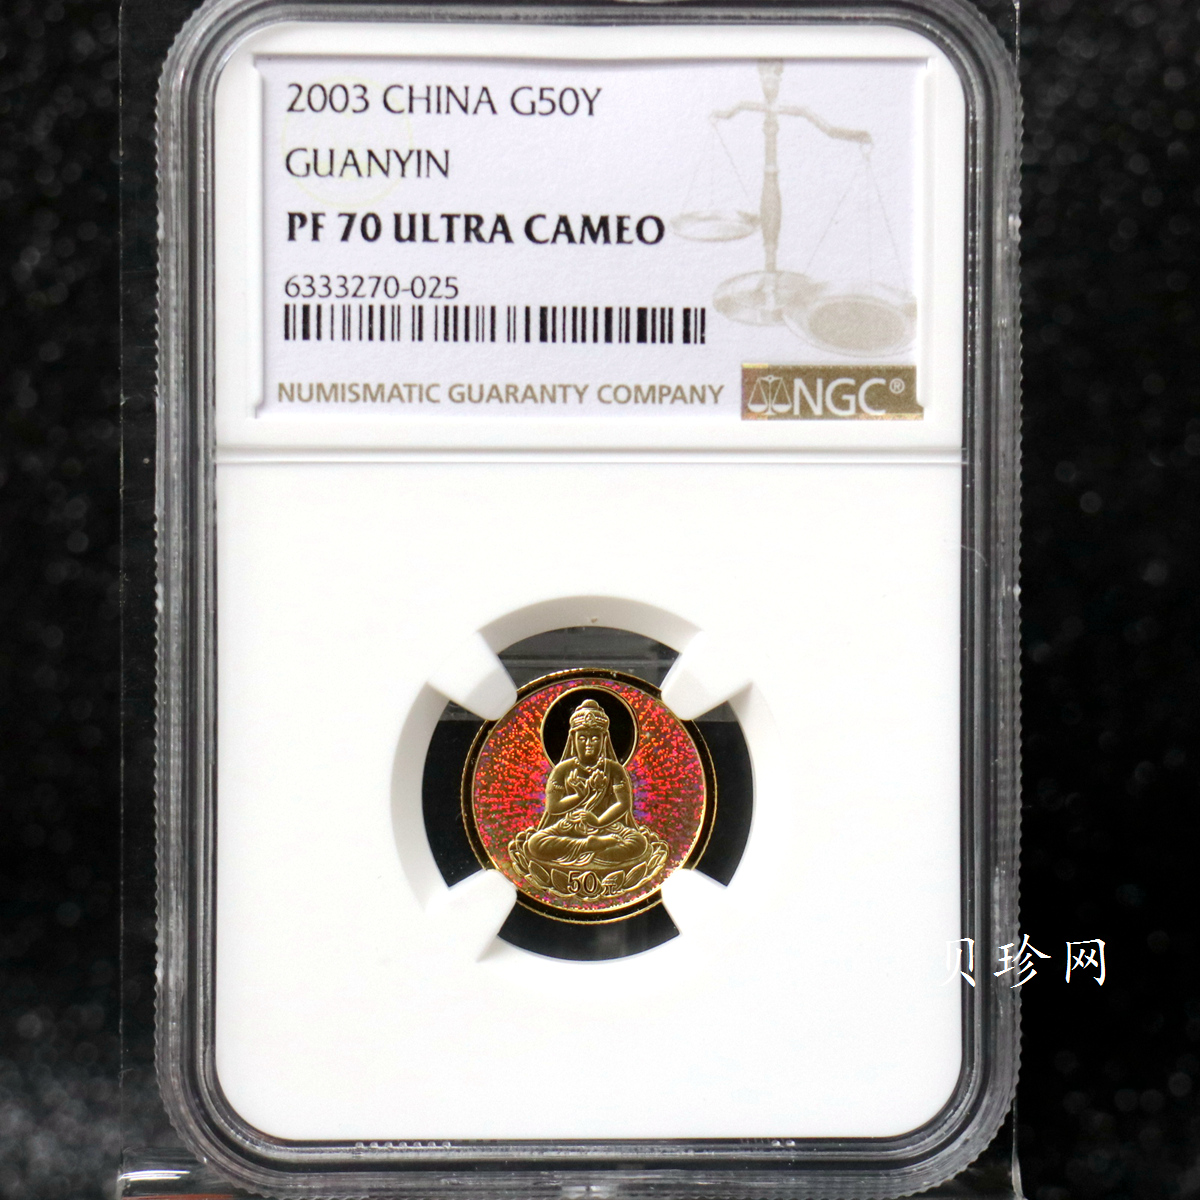 2003 CHINA G50Y
GUANYIN
PF 70 ULTRA CAMEO
6333270-025
NUMISMATIC GUARANTY COMPANY
NGC®
50元
贝珍网